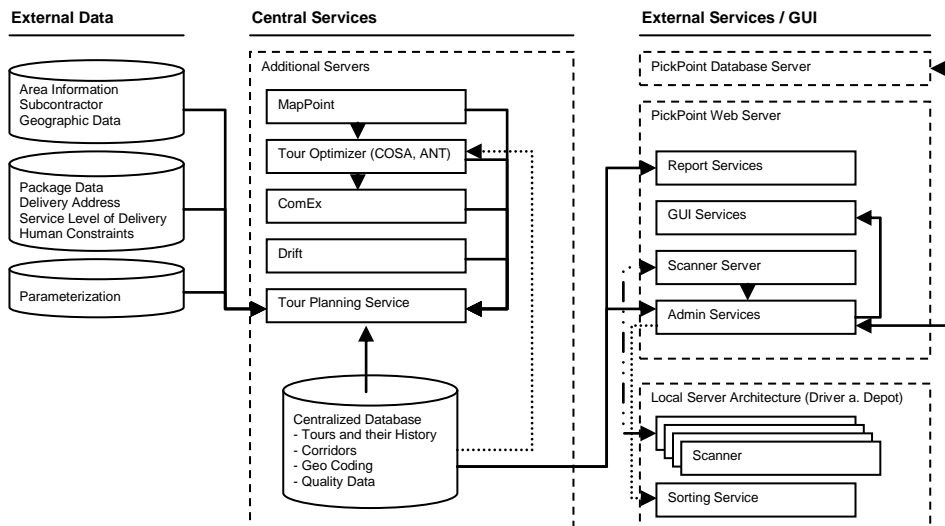 External Data
Area Information
Subcontractor
Geographic Data
Package Data
Delivery Address
Service Level of Delivery
Human Constraints
Parameterization
Central Services
Additional Servers
MapPoint
Tour Optimizer (COSA, ANT)
ComEx
Drift
Tour Planning Service
Centralized Database
- Tours and their History
- Corridors
- Geo Coding
- Quality Data
External Services / GUI
PickPoint Database Server
PickPoint Web Server
Report Services
GUI Services
Scanner Server
Admin Services
Local Server Architecture (Driver a. Depot)
Scanner
Sorting Service